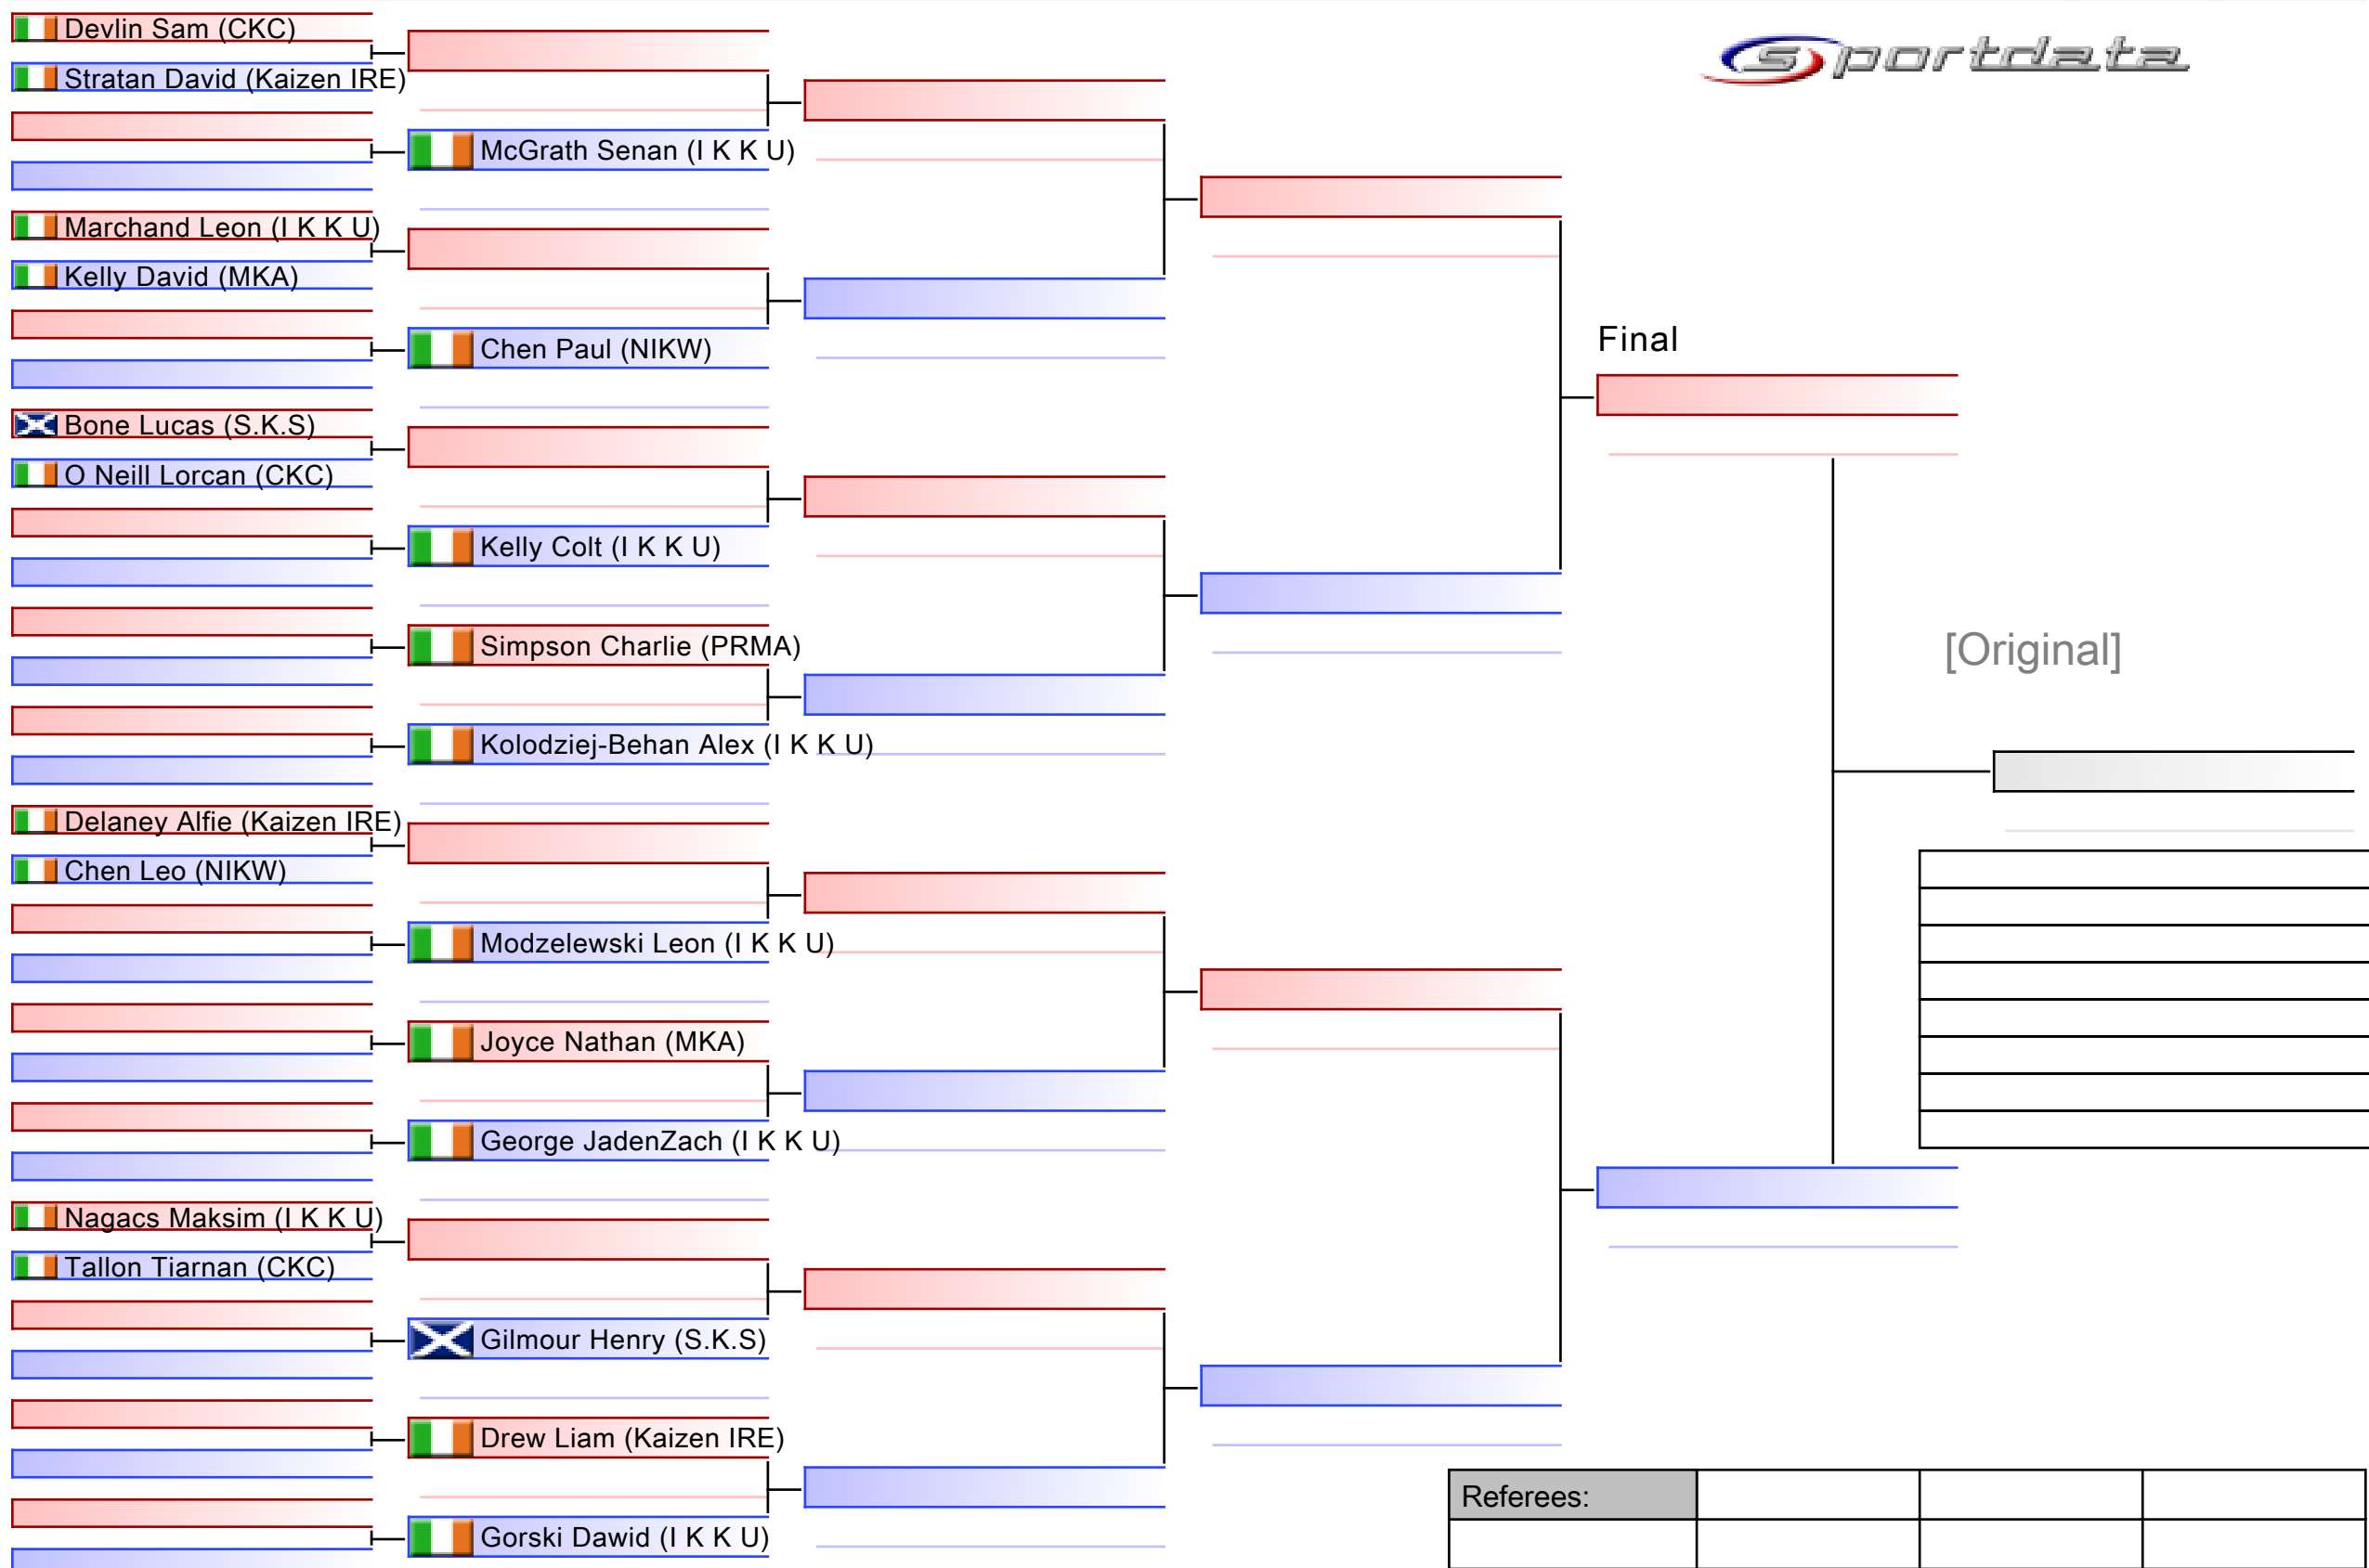 Devlin Sam (CKC)
sportdata
Stratan David (Kaizen IRE)
McGrath Senan (I K K U)
Marchand Leon (I K K U)
Kelly David (MKA)
Chen Paul (NIKW)
Final
Bone Lucas (S.K.S)
O Neill Lorcan (CKC)
Kelly Colt (I K K U)
Simpson Charlie (PRMA)
[Original]
Kolodziej-Behan Alex (I K K U)
Delaney Alfie (Kaizen IRE)
Chen Leo (NIKW)
Modzelewski Leon (I K K U)
Joyce Nathan (MKA)
George JadenZach (I K K U)
Nagacs Maksim (I K K U)
Tallon Tiarnan (CKC)
Gilmour Henry (S.K.S)
Drew Liam (Kaizen IRE)
Referees:
Gorski Dawid (I K K U)